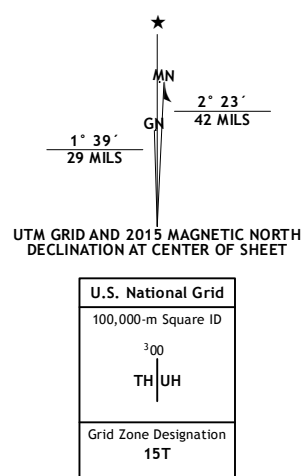 ★
MN
GN
2° 23´
42 MILS
1° 39´
29 MILS
UTM GRID AND 2015 MAGNETIC NORTH
DECLINATION AT CENTER OF SHEET
U.S. National Grid
100,000-m Square ID
³00
TH UH
Grid Zone Designation
15T